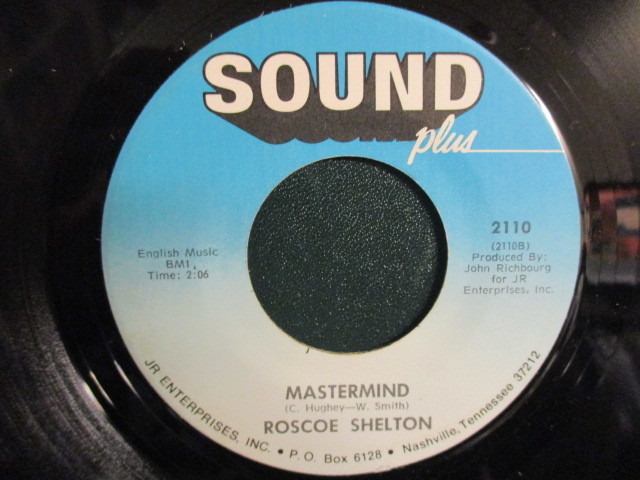 SOUND
plus
2110
(2110B)
Produced By:
John Richbourg
for JR
Enterprises, Inc.
English Music
BMI,
Time: 2:06
MASTERMIND
(C. Hughey—W. Smith)
ROSCOE SHELTON
JR ENTERPRISES, INC. • P.O. Box 6128 • Nashville, Tennessee 37212